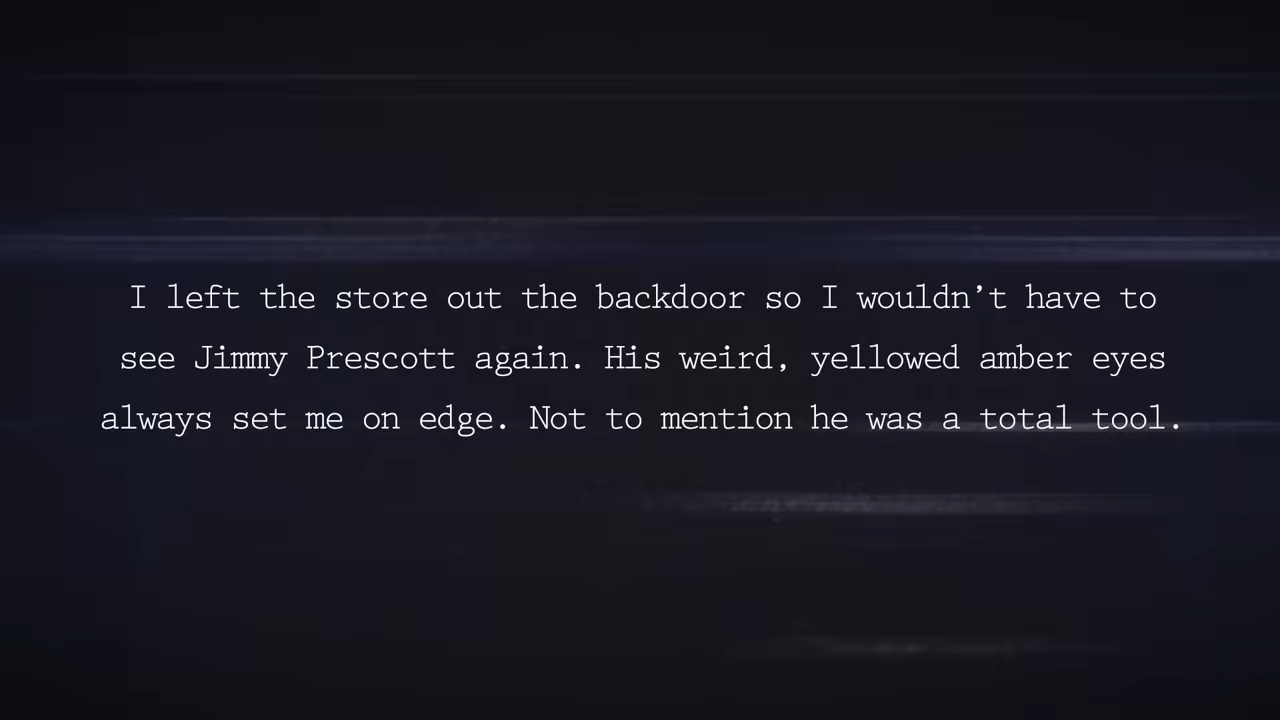 I left the store out the backdoor so I wouldn’t have to
see Jimmy Prescott again. His weird, yellowed amber eyes
always set me on edge. Not to mention he was a total tool.